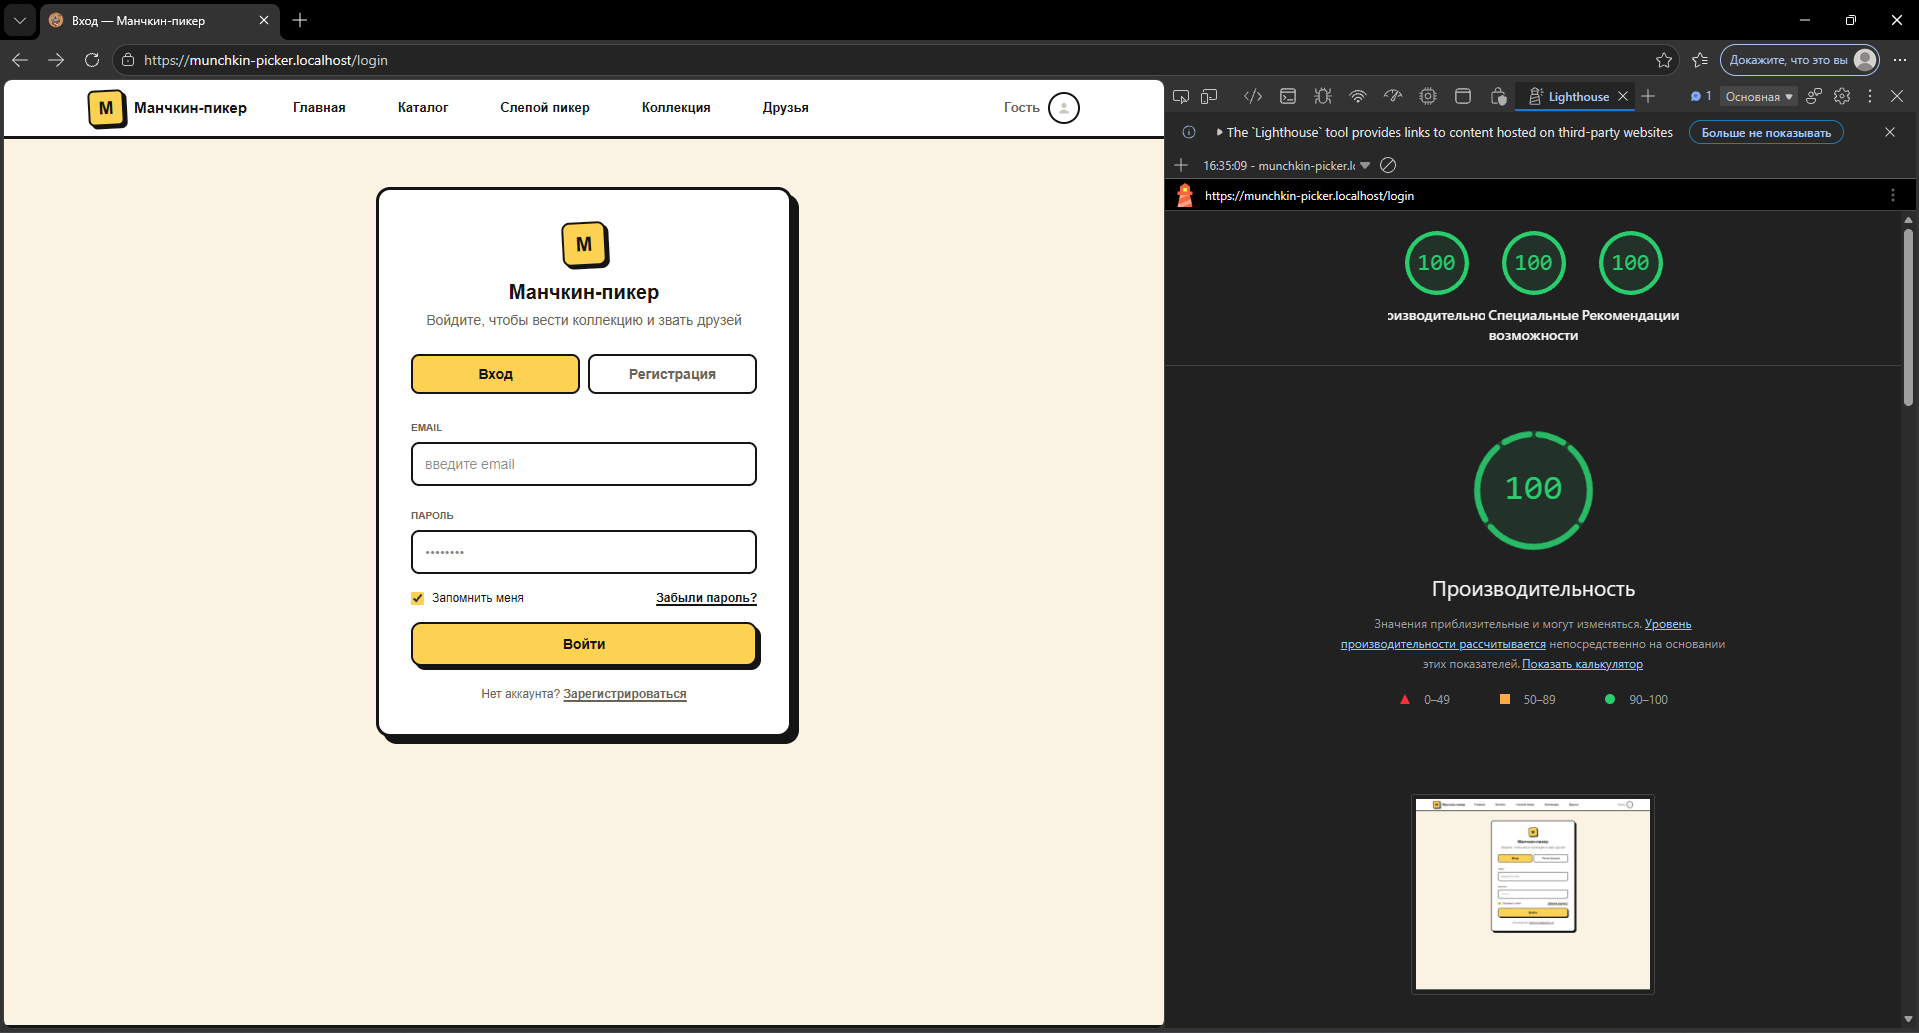 Вход — Манчкин-пикер
https://munchkin-picker.localhost/login
Докажите, что это вы
M Манчкин-пикер Главная Каталог Слепой пикер Коллекция Друзья Гость
M
Манчкин-пикер
Войдите, чтобы вести коллекцию и звать друзей
Вход Регистрация
EMAIL
введите email
ПАРОЛЬ
••••••••
Запомнить меня Забыли пароль?
Войти
Нет аккаунта? Зарегистрироваться
Lighthouse 1 Основная
The `Lighthouse` tool provides links to content hosted on third-party websites Больше не показывать
16:35:09 - munchkin-picker.lo
https://munchkin-picker.localhost/login
100 100 100
оизводительно Специальные Рекомендации
возможности
100
Производительность
Значения приблизительные и могут изменяться. Уровень
производительности рассчитывается непосредственно на основании
этих показателей. Показать калькулятор
0–49 50–89 90–100